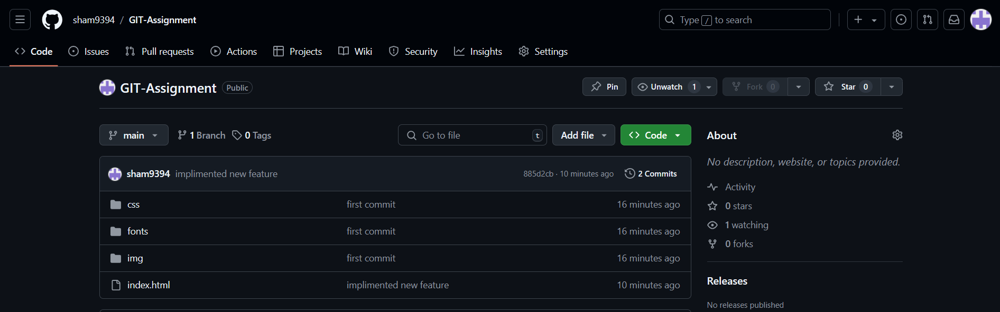 sham9394 / GIT-Assignment
Type / to search
Code Issues Pull requests Actions Projects Wiki Security Insights Settings
GIT-Assignment Public
Pin Unwatch 1 Fork 0 Star 0
main 1 Branch 0 Tags Go to file t Add file Code
sham9394 implimented new feature 885d2cb · 10 minutes ago 2 Commits
css first commit 16 minutes ago
fonts first commit 16 minutes ago
img first commit 16 minutes ago
index.html implimented new feature 10 minutes ago
About
No description, website, or topics provided.
Activity
0 stars
1 watching
0 forks
Releases
No releases published